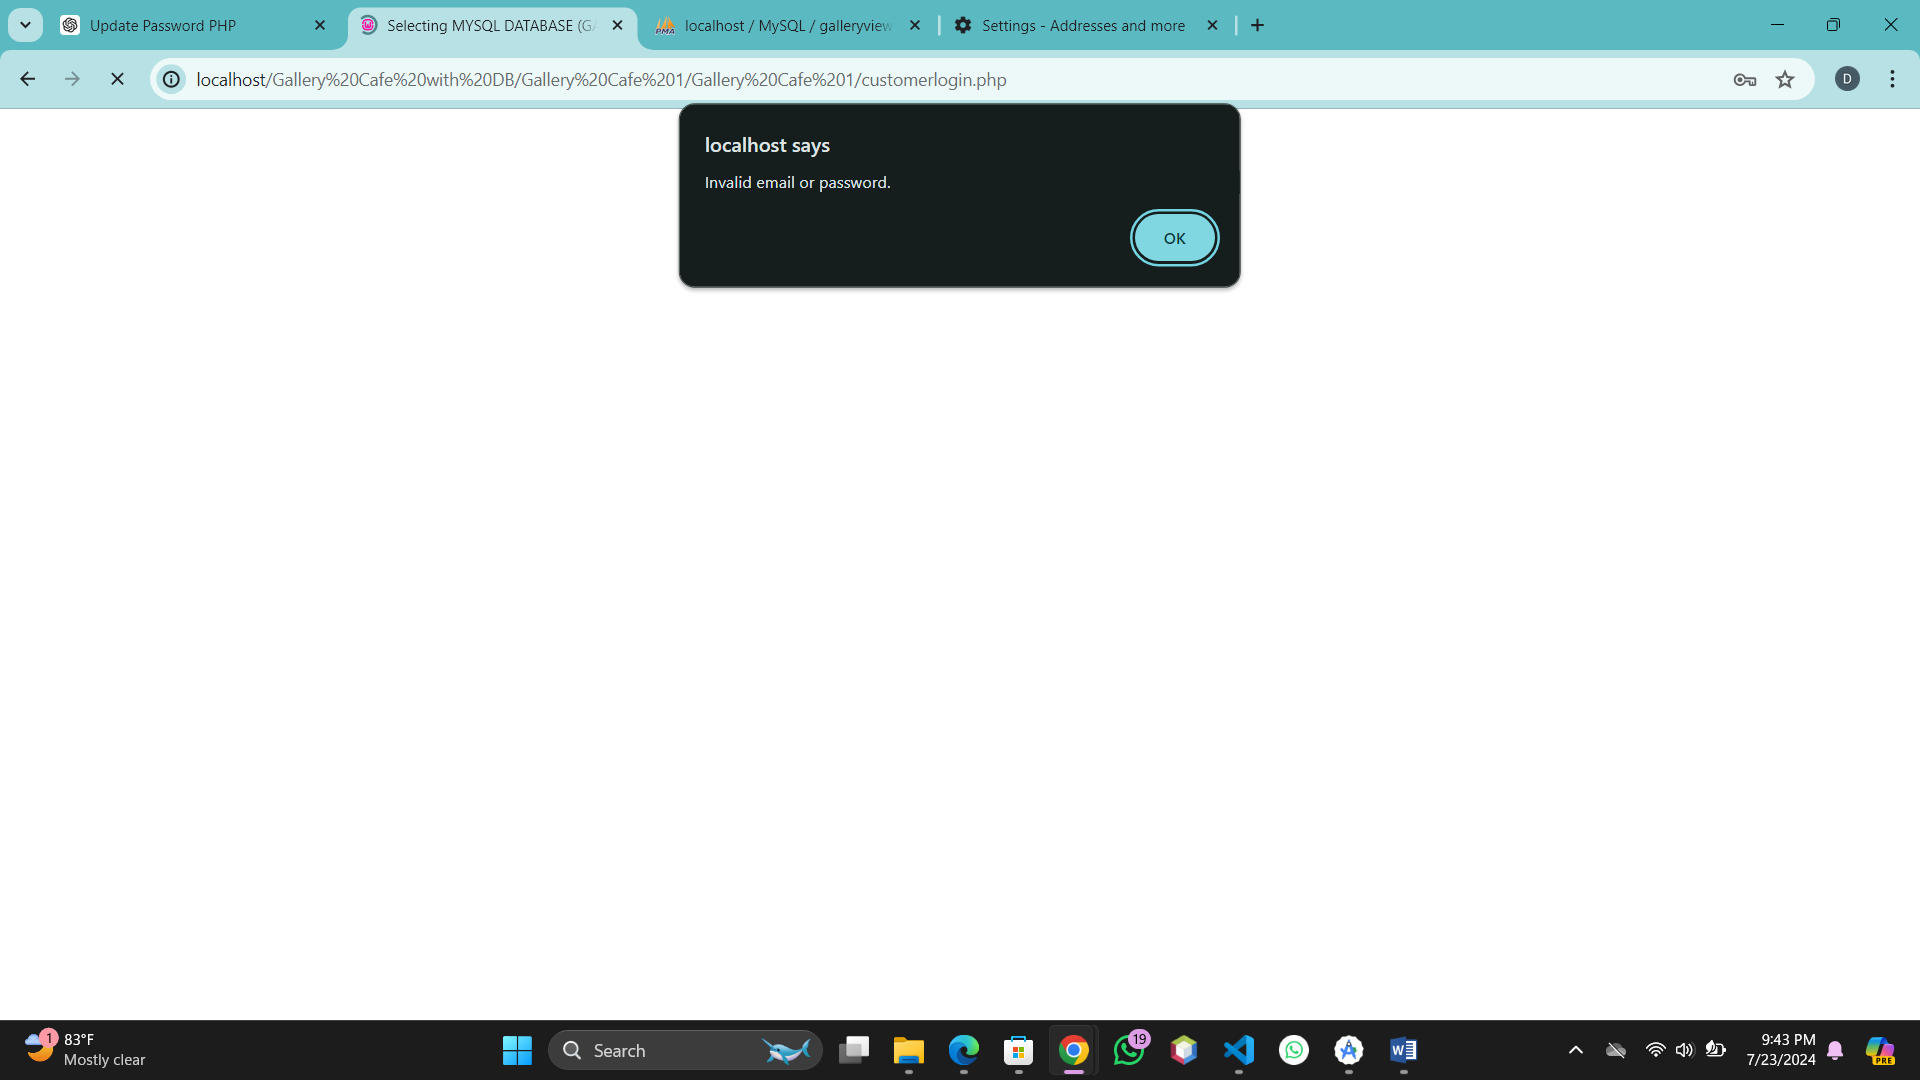 Update Password PHP
Selecting MYSQL DATABASE (GA
localhost / MySQL / galleryview
Settings - Addresses and more
localhost/Gallery%20Cafe%20with%20DB/Gallery%20Cafe%201/Gallery%20Cafe%201/customerlogin.php
D
localhost says
Invalid email or password.
OK
1
83°F
Mostly clear
Search
19
9:43 PM
7/23/2024
PRE